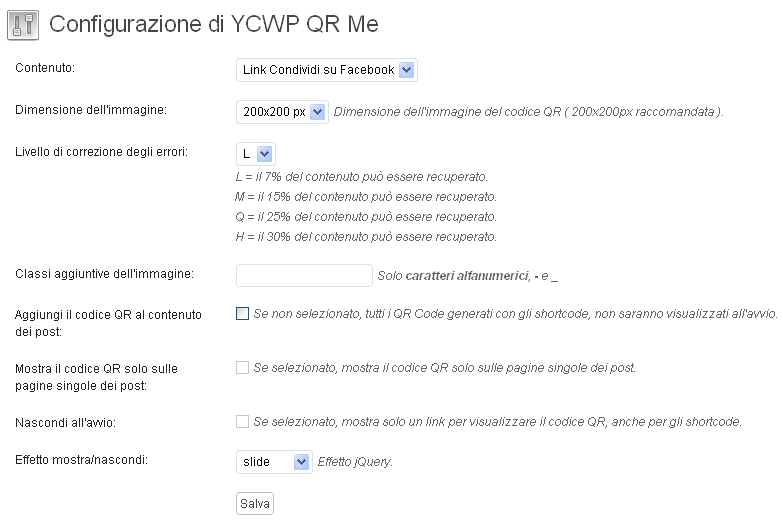 Configurazione di YCWP QR Me
Contenuto: Link Condividi su Facebook
Dimensione dell'immagine: 200x200 px Dimensione dell'immagine del codice QR ( 200x200px raccomandata ).
Livello di correzione degli errori: L
L = il 7% del contenuto può essere recuperato.
M = il 15% del contenuto può essere recuperato.
Q = il 25% del contenuto può essere recuperato.
H = il 30% del contenuto può essere recuperato.
Classi aggiuntive dell'immagine: Solo caratteri alfanumerici, - e _
Aggiungi il codice QR al contenuto Se non selezionato, tutti i QR Code generati con gli shortcode, non saranno visualizzati all'avvio.
dei post:
Mostra il codice QR solo sulle Se selezionato, mostra il codice QR solo sulle pagine singole dei post.
pagine singole dei post:
Nascondi all'avvio: Se selezionato, mostra solo un link per visualizzare il codice QR, anche per gli shortcode.
Effetto mostra/nascondi: slide Effetto jQuery.
Salva